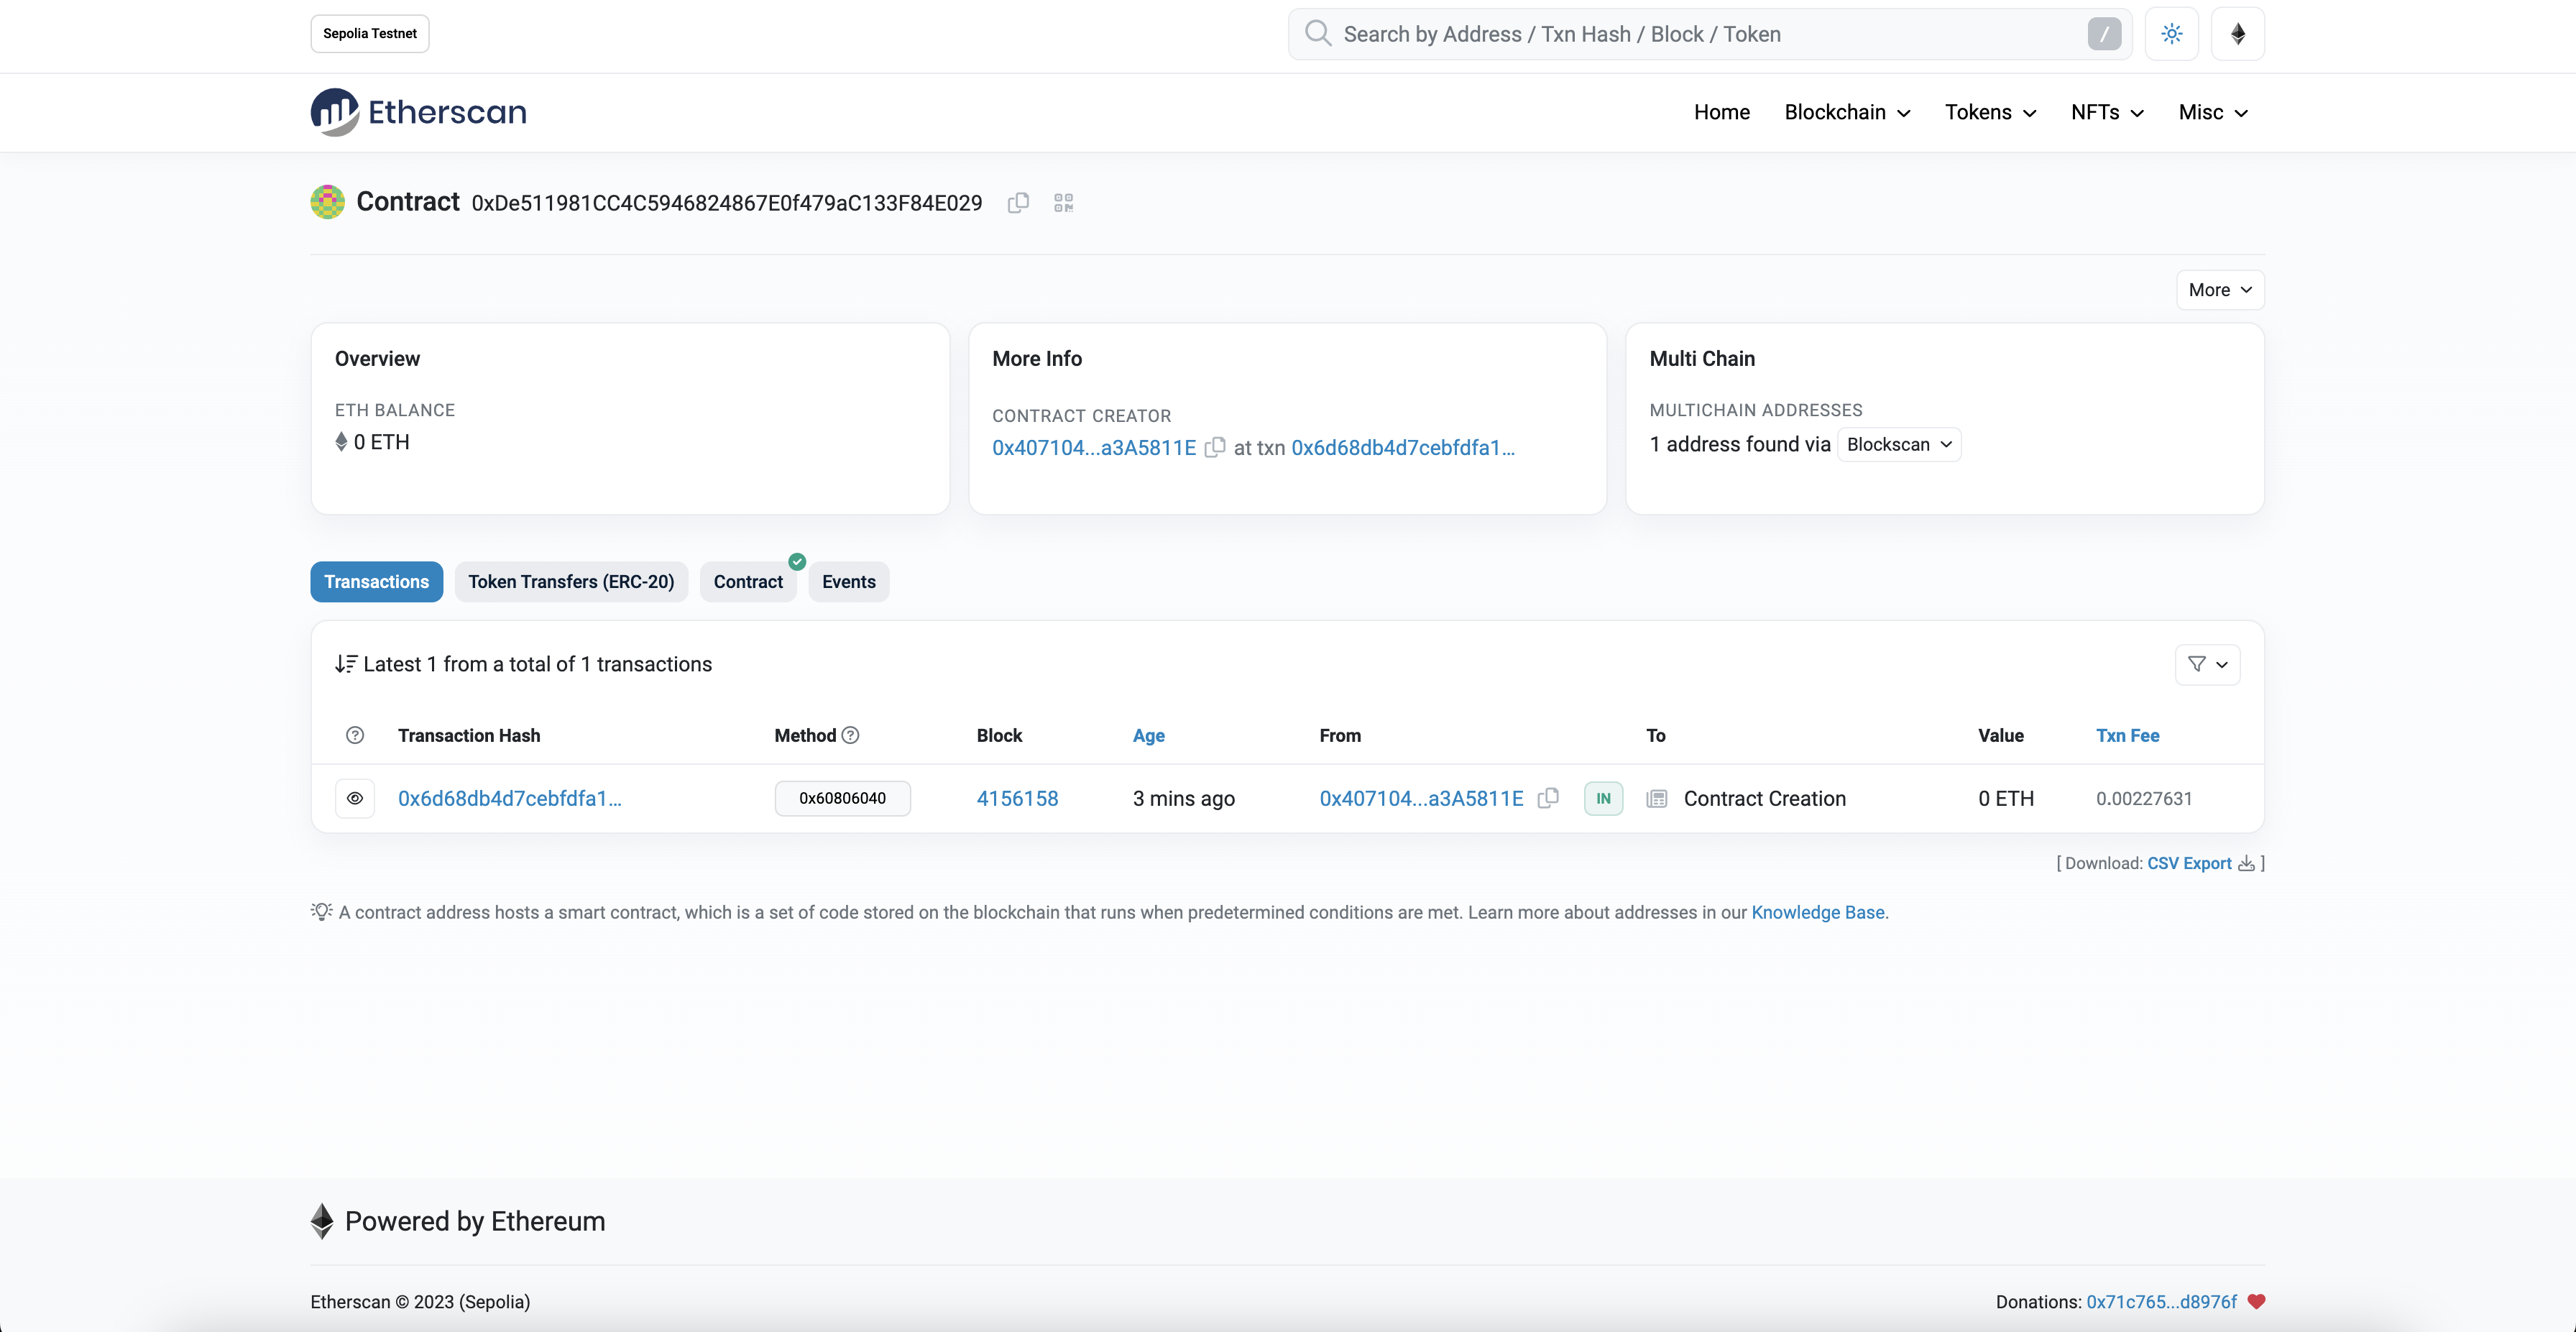 Sepolia Testnet
Search by Address / Txn Hash / Block / Token
/
Etherscan
Home
Blockchain
Tokens
NFTs
Misc
Contract 0xDe511981CC4C5946824867E0f479aC133F84E029
More
Overview
ETH BALANCE
0 ETH
More Info
CONTRACT CREATOR
0x407104...a3A5811E at txn 0x6d68db4d7cebfdfa1...
Multi Chain
MULTICHAIN ADDRESSES
1 address found via Blockscan
Transactions
Token Transfers (ERC-20)
Contract
Events
Latest 1 from a total of 1 transactions
Transaction Hash Method Block Age From To Value Txn Fee
0x6d68db4d7cebfdfa1... 0x60806040 4156158 3 mins ago 0x407104...a3A5811E IN Contract Creation 0 ETH 0.00227631
[ Download: CSV Export ]
A contract address hosts a smart contract, which is a set of code stored on the blockchain that runs when predetermined conditions are met. Learn more about addresses in our Knowledge Base.
Powered by Ethereum
Etherscan © 2023 (Sepolia)
Donations: 0x71c765...d8976f